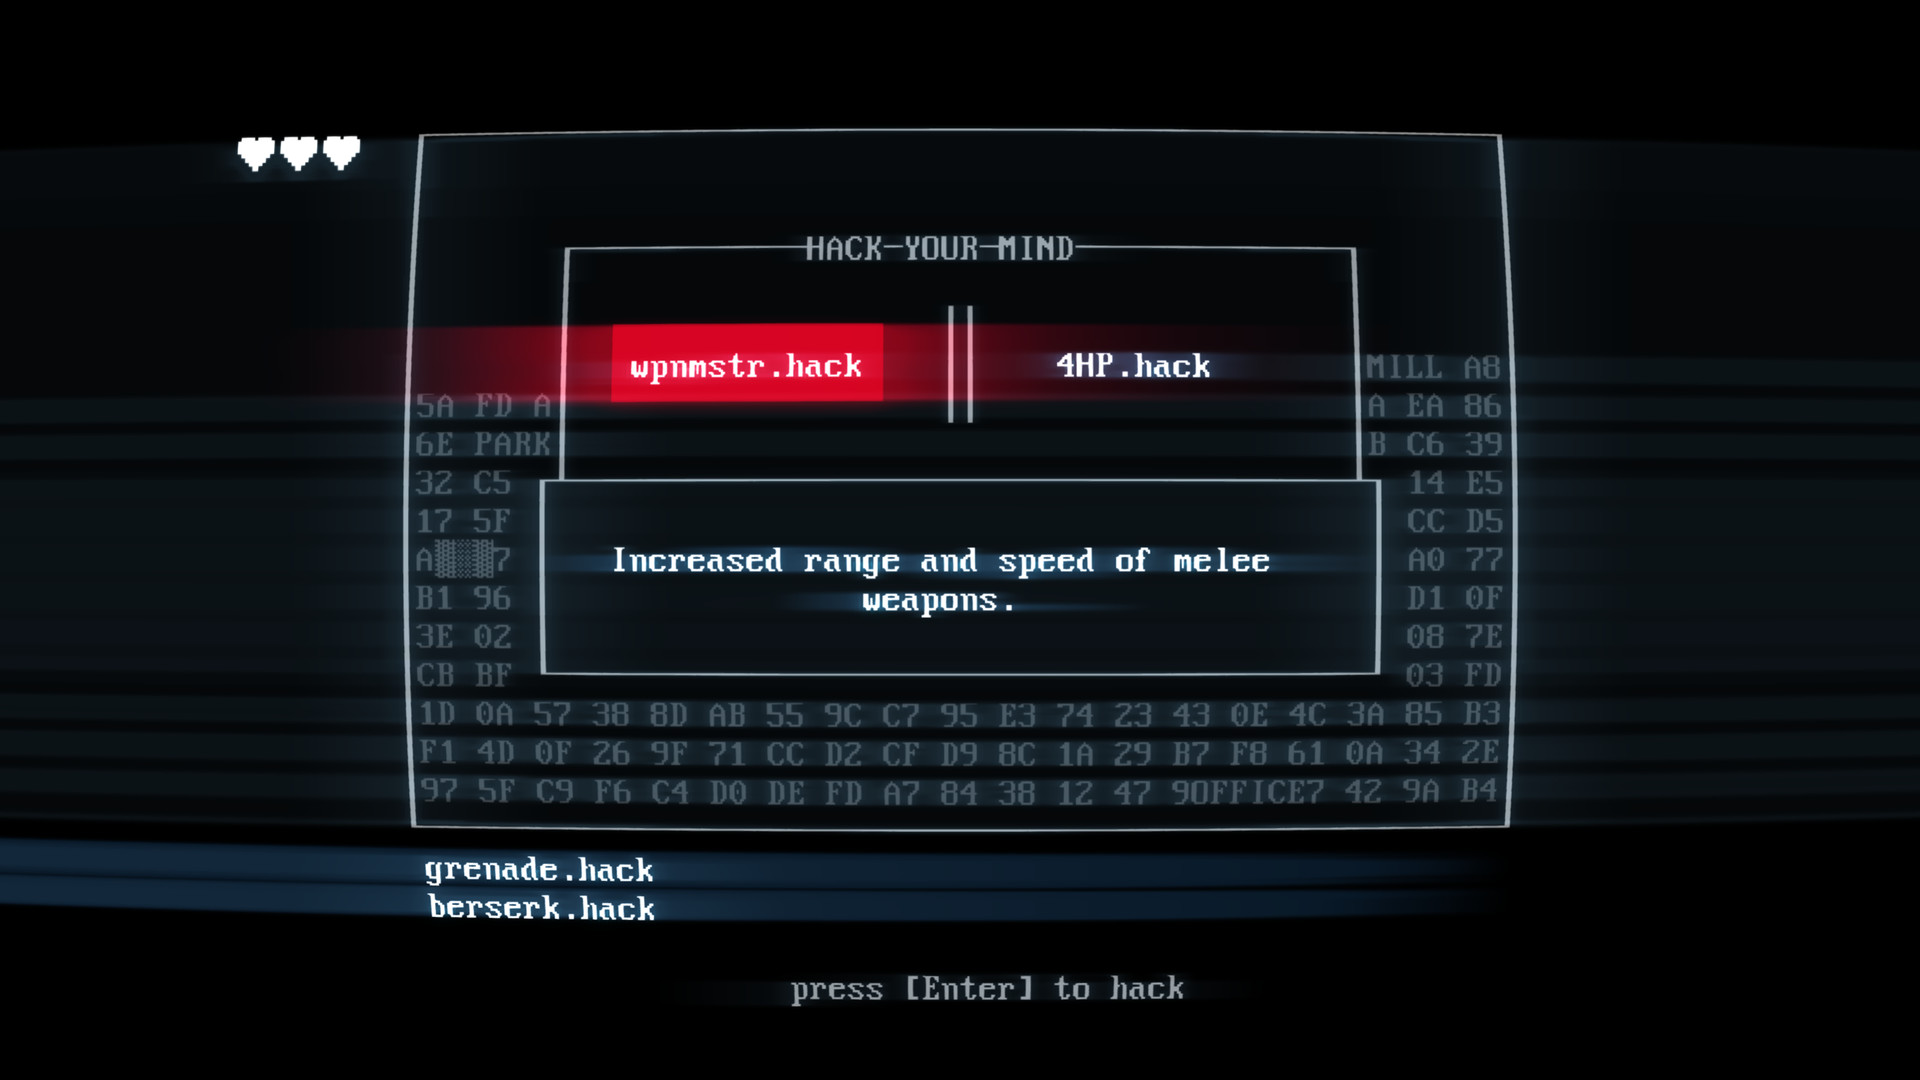 HACK-YOUR-MIND
wpnmstr.hack 4HP.hack
MILL A8
5A FD A A EA 86
6E PARK B C6 39
32 C5 14 E5
17 5F CC D5
A 7 A0 77
B1 96 D1 0F
3E 02 08 7E
CB BF 03 FD
Increased range and speed of melee
weapons.
1D 0A 57 38 8D AB 55 9C C7 95 E3 74 23 43 0E 4C 3A 85 B3
F1 4D 0F 26 9F 71 CC D2 CF D9 8C 1A 29 B7 F8 61 0A 34 2E
97 5F C9 F6 C4 D0 DE FD A7 84 38 12 47 9OFFICE7 42 9A B4
grenade.hack
berserk.hack
press [Enter] to hack